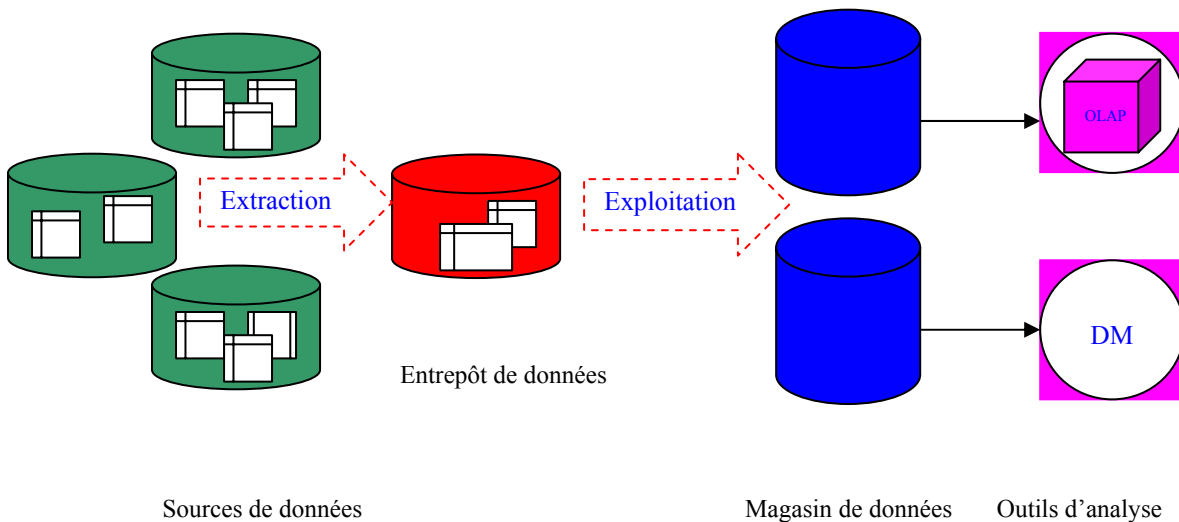 OLAP
Extraction
Exploitation
DM
Entrepôt de données
Sources de données
Magasin de données
Outils d’analyse